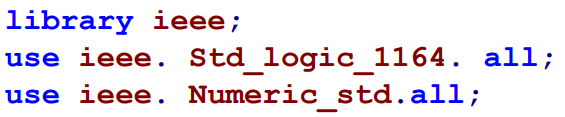 library ieee;
use ieee. Std_logic_1164. all;
use ieee. Numeric_std.all;